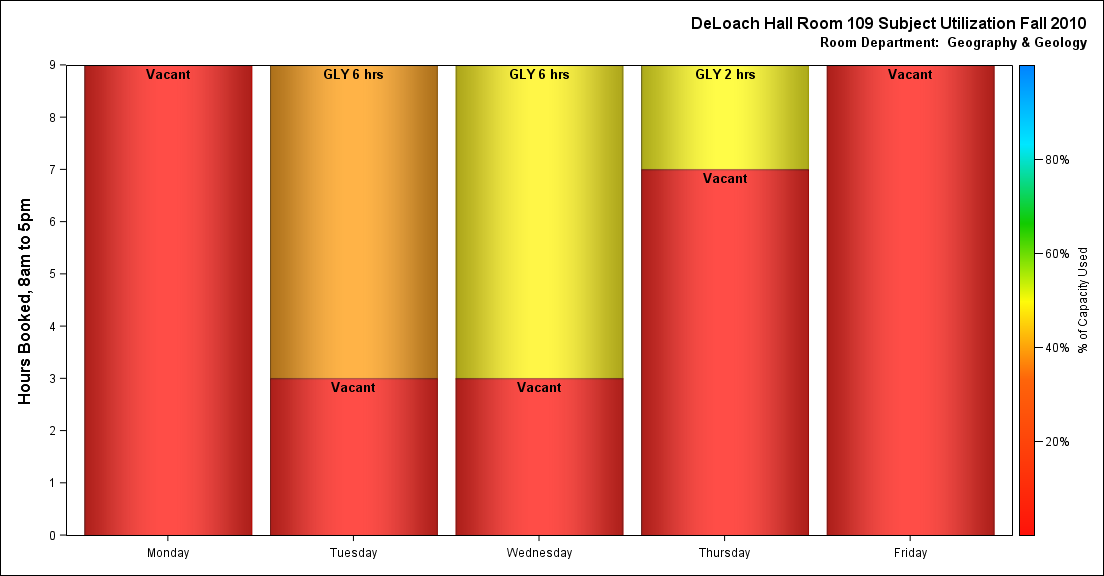 DeLoach Hall Room 109 Subject Utilization Fall 2010
Room Department:  Geography & Geology
Hours Booked, 8am to 5pm
9
8
7
6
5
4
3
2
1
0
Vacant
GLY 6 hrs
Vacant
GLY 6 hrs
Vacant
GLY 2 hrs
Vacant
Vacant
Monday
Tuesday
Wednesday
Thursday
Friday
80%
60%
40%
20%
% of Capacity Used